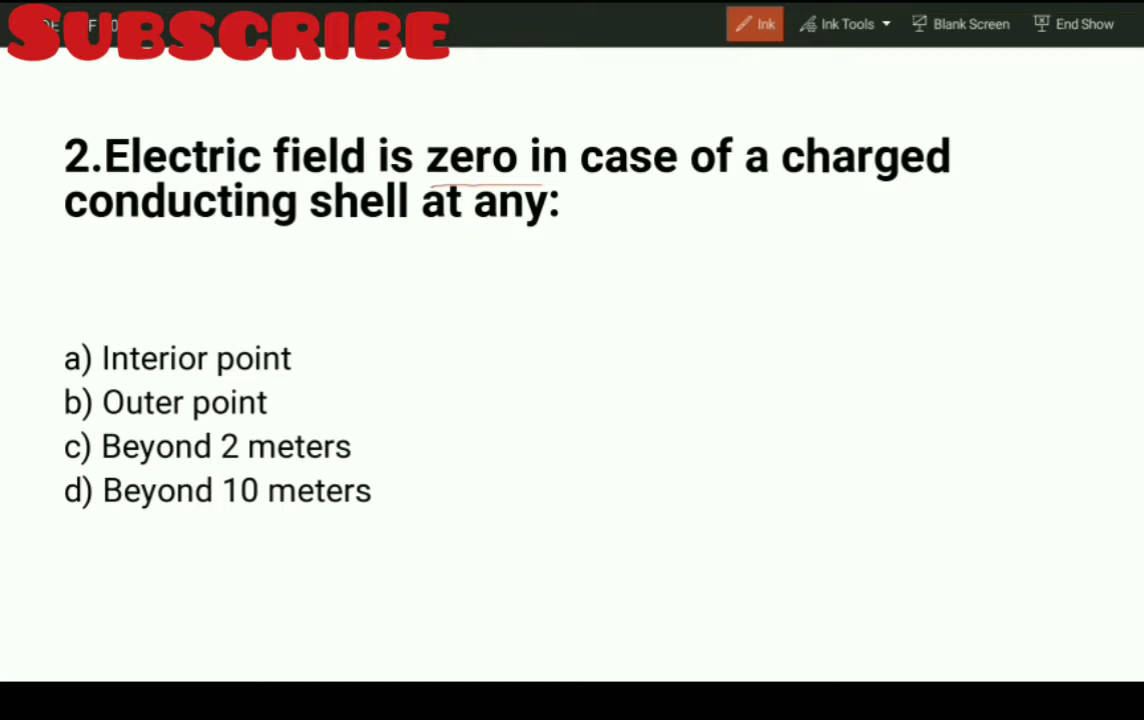 SUBSCRIBE
Ink Ink Tools Blank Screen End Show
2.Electric field is zero in case of a charged
conducting shell at any:
a) Interior point
b) Outer point
c) Beyond 2 meters
d) Beyond 10 meters